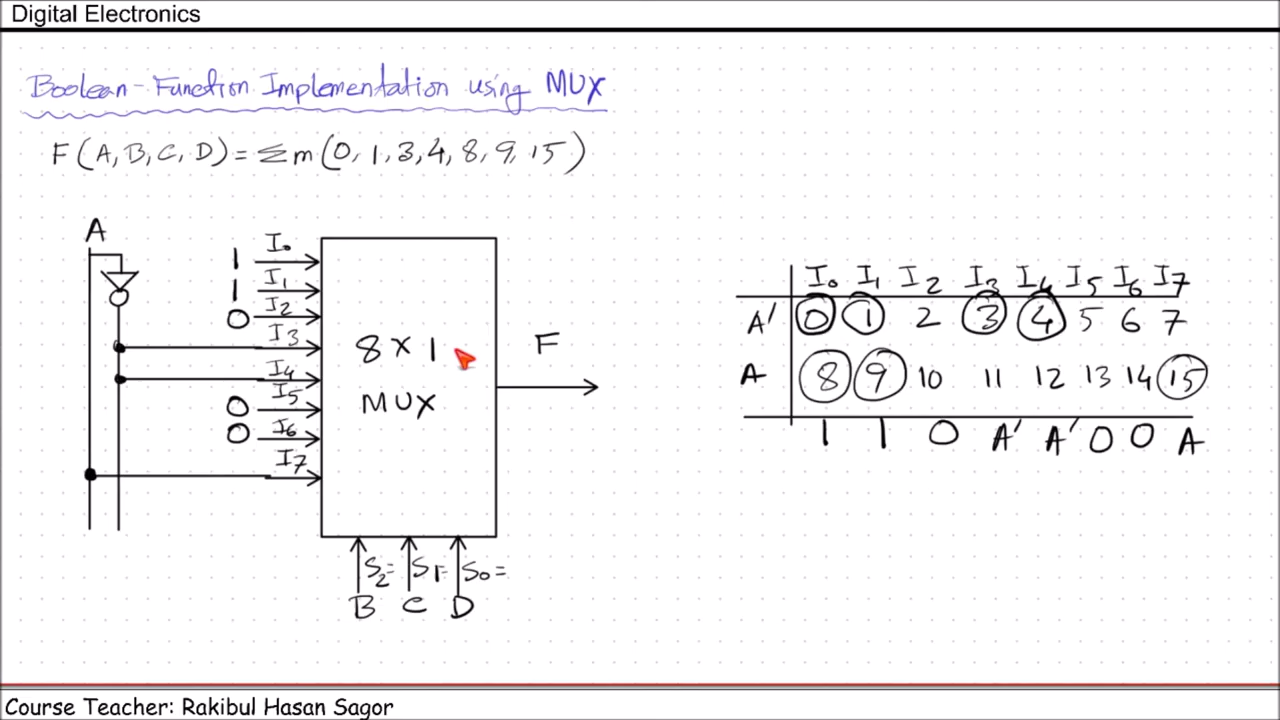 Digital Electronics
Boolean-Function Implementation using MUX
F(A, B, C, D) = Σm(0, 1, 3, 4, 8, 9, 15)
A
1 I₀
1 I₁
0 I₂
I₃
I₄
0 I₅
0 I₆
I₇
8 × 1
MUX
F
S₂= S₁= S₀=
B C D
I₀ I₁ I₂ I₃ I₄ I₅ I₆ I₇
A' 0 1 2 3 4 5 6 7
A 8 9 10 11 12 13 14 15
1 1 0 A' A' 0 0 A
Course Teacher: Rakibul Hasan Sagor